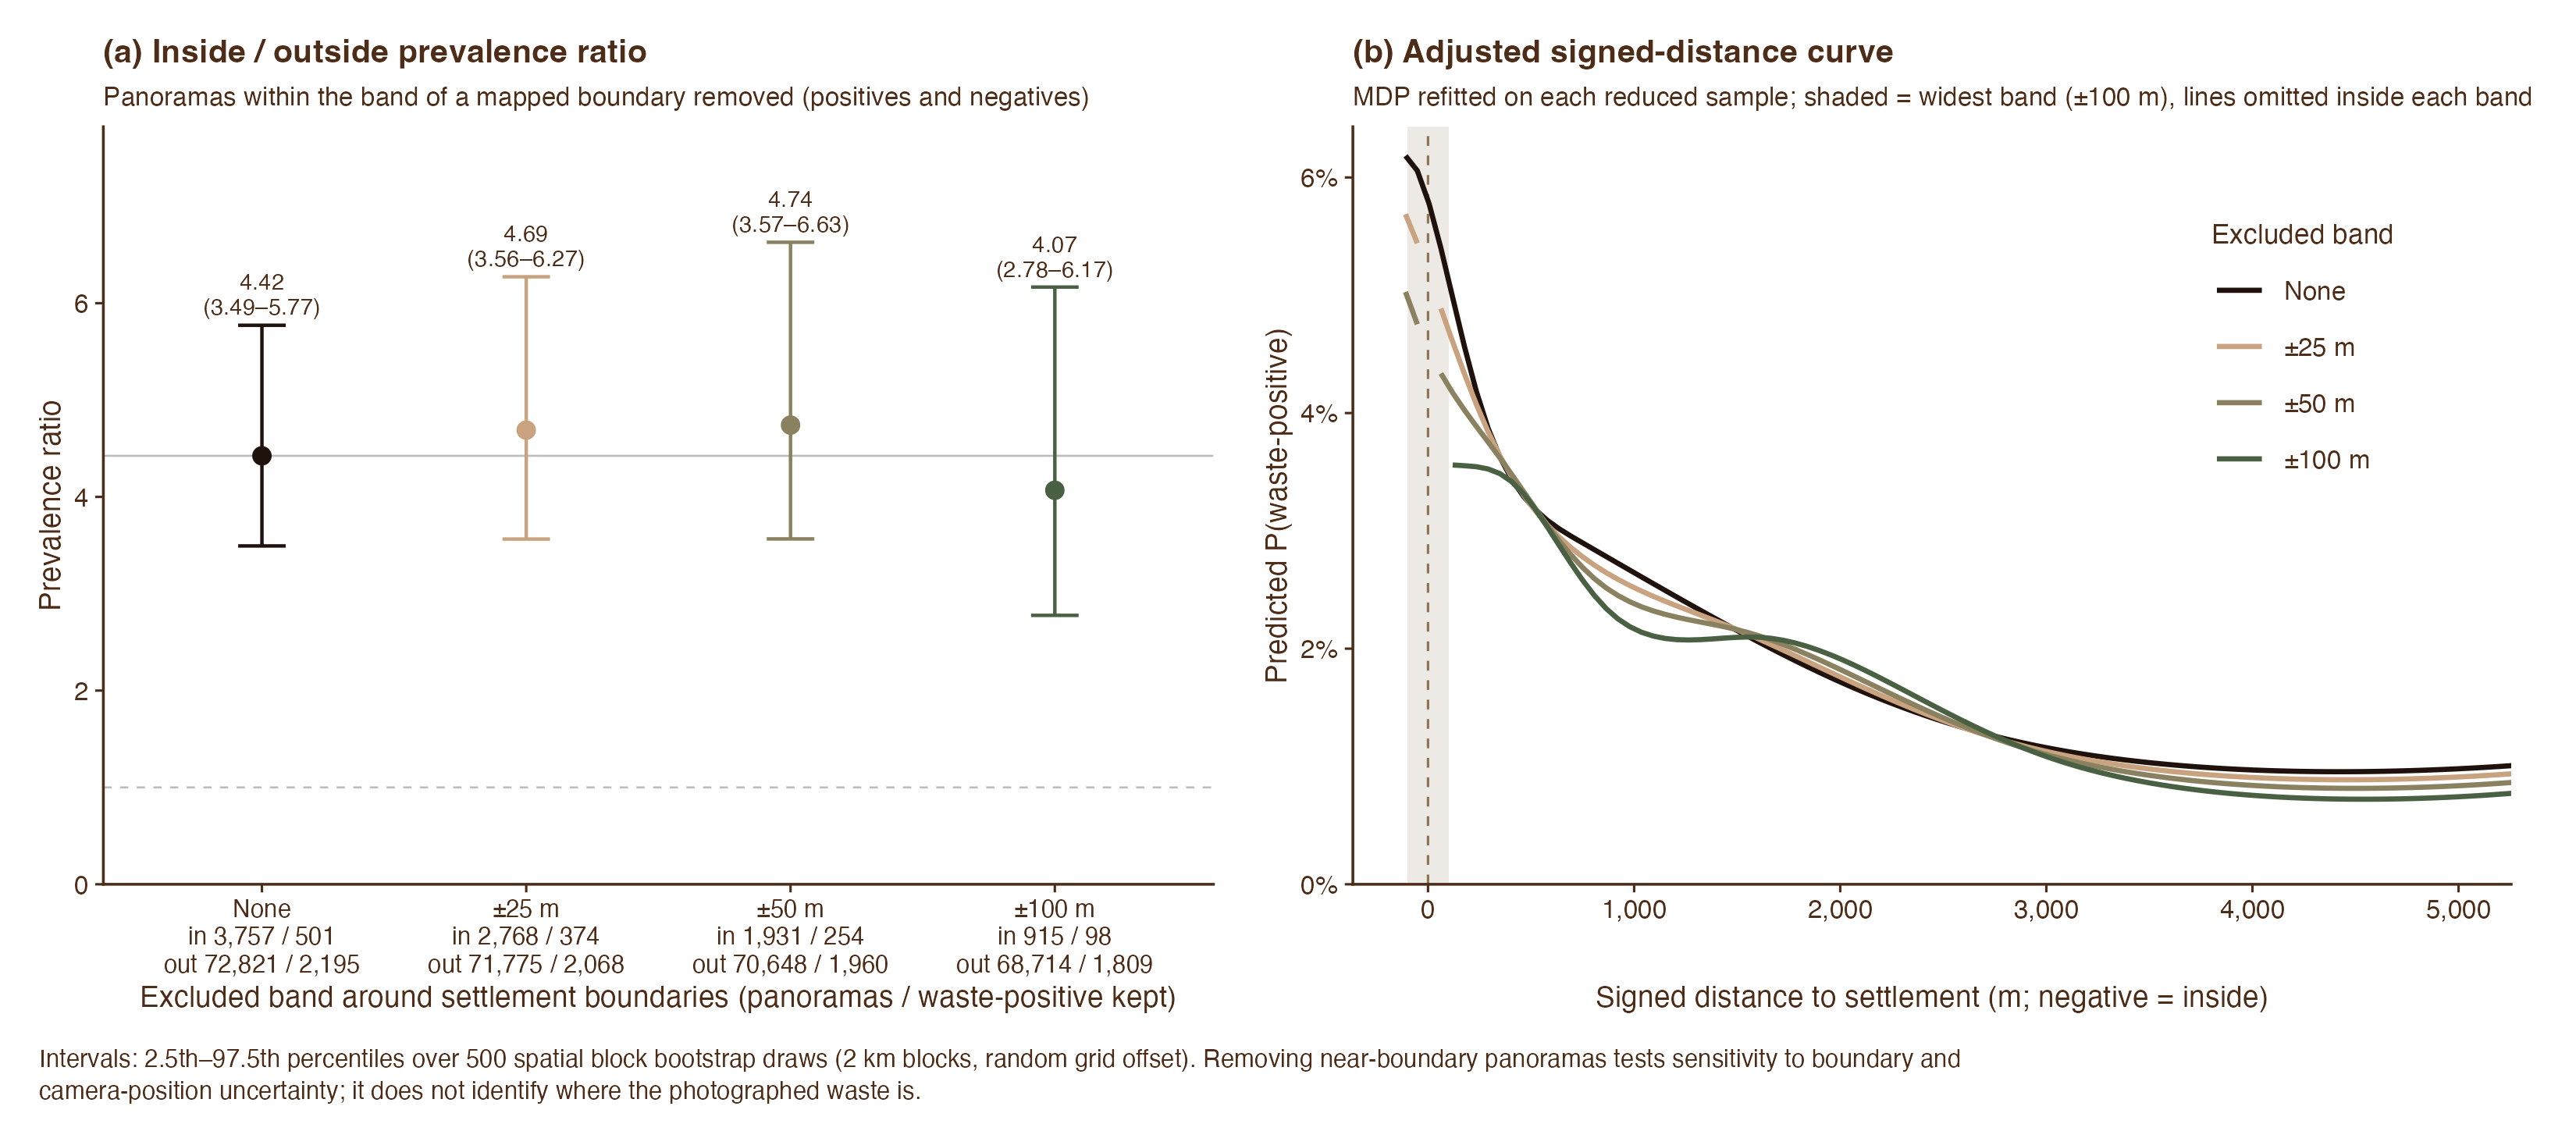 (a) Inside / outside prevalence ratio
Panoramas within the band of a mapped boundary removed (positives and negatives)
Prevalence ratio
6
4
2
0
4.42
(3.49–5.77)
4.69
(3.56–6.27)
4.74
(3.57–6.63)
4.07
(2.78–6.17)
None
in 3,757 / 501
out 72,821 / 2,195
±25 m
in 2,768 / 374
out 71,775 / 2,068
±50 m
in 1,931 / 254
out 70,648 / 1,960
±100 m
in 915 / 98
out 68,714 / 1,809
Excluded band around settlement boundaries (panoramas / waste-positive kept)
(b) Adjusted signed-distance curve
MDP refitted on each reduced sample; shaded = widest band (±100 m), lines omitted inside each band
Predicted P(waste-positive)
6%
4%
2%
0%
Excluded band
None
±25 m
±50 m
±100 m
0
1,000
2,000
3,000
4,000
5,000
Signed distance to settlement (m; negative = inside)
Intervals: 2.5th–97.5th percentiles over 500 spatial block bootstrap draws (2 km blocks, random grid offset). Removing near-boundary panoramas tests sensitivity to boundary and
camera-position uncertainty; it does not identify where the photographed waste is.